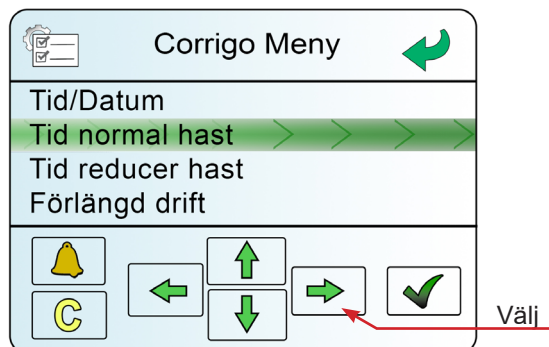 Corrigo Meny
Tid/Datum
Tid normal hast
Tid reducer hast
Förlängd drift
C
Välj